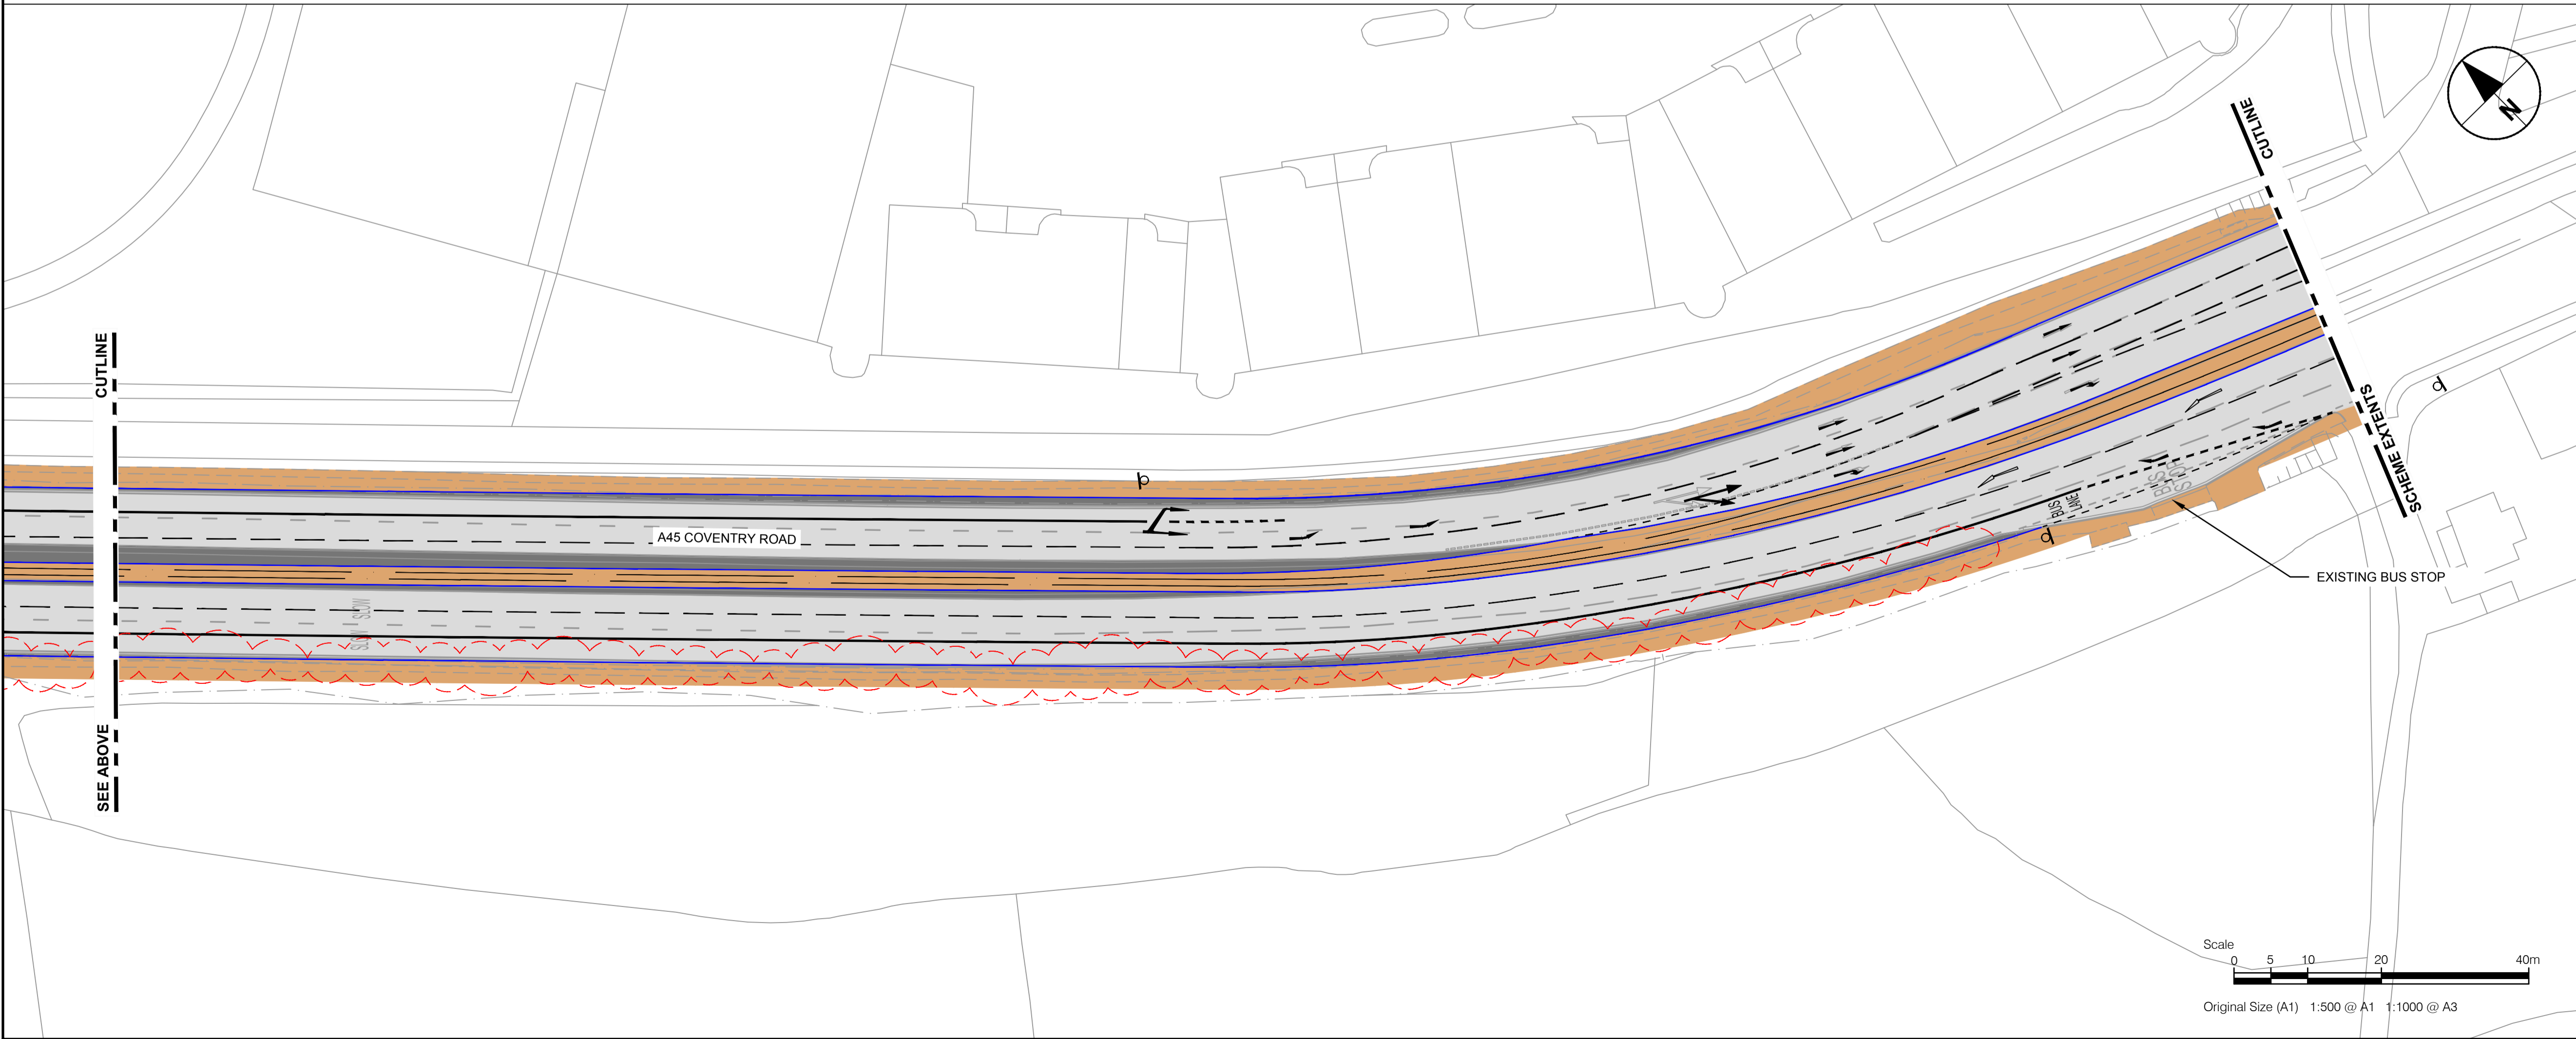 N
CUTLINE
CUTLINE
A45 COVENTRY ROAD
SLOW SLOW
BUS
LANE
BUS
STOP
SCHEME EXTENTS
EXISTING BUS STOP
SEE ABOVE
Scale
0 5 10 20 40m
Original Size (A1) 1:500 @ A1 1:1000 @ A3